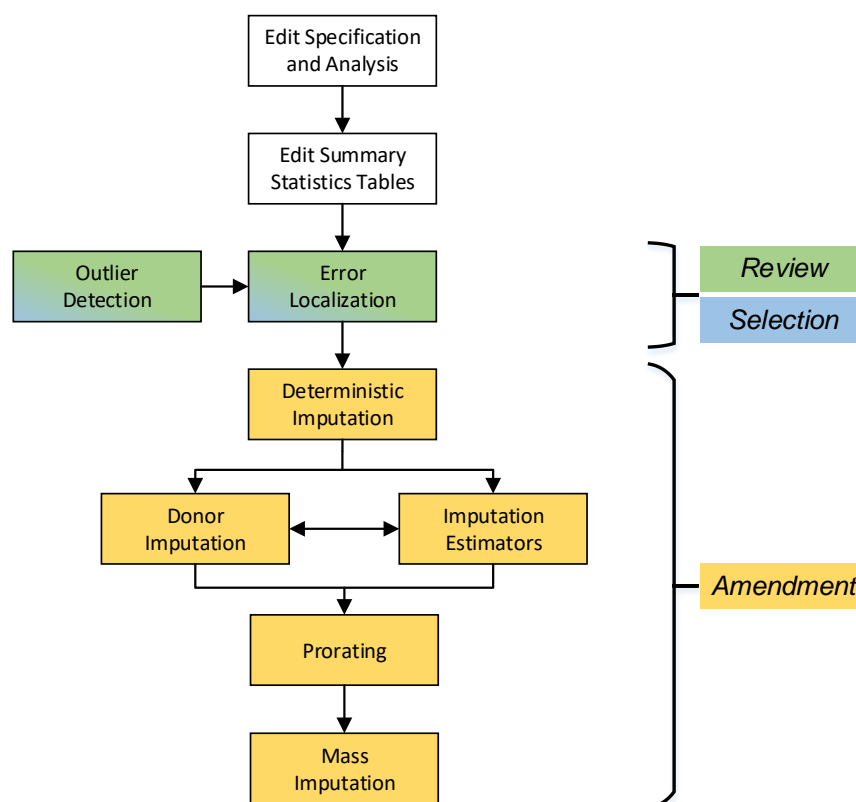 Edit Specification
and Analysis
Edit Summary
Statistics Tables
Outlier
Detection
Error
Localization
Review
Selection
Deterministic
Imputation
Donor
Imputation
Imputation
Estimators
Amendment
Prorating
Mass
Imputation